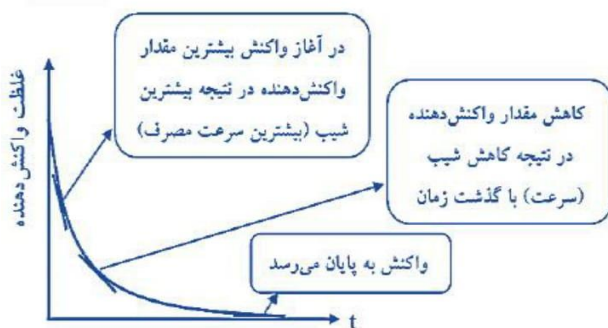 در آغاز واکنش بیشترین مقدار
واکنش‌دهنده در نتیجه بیشترین
شیب (بیشترین سرعت مصرف)
کاهش مقدار واکنش‌دهنده
در نتیجه کاهش شیب
(سرعت) با گذشت زمان
واکنش به پایان می‌رسد
غلظت واکنش دهنده
t